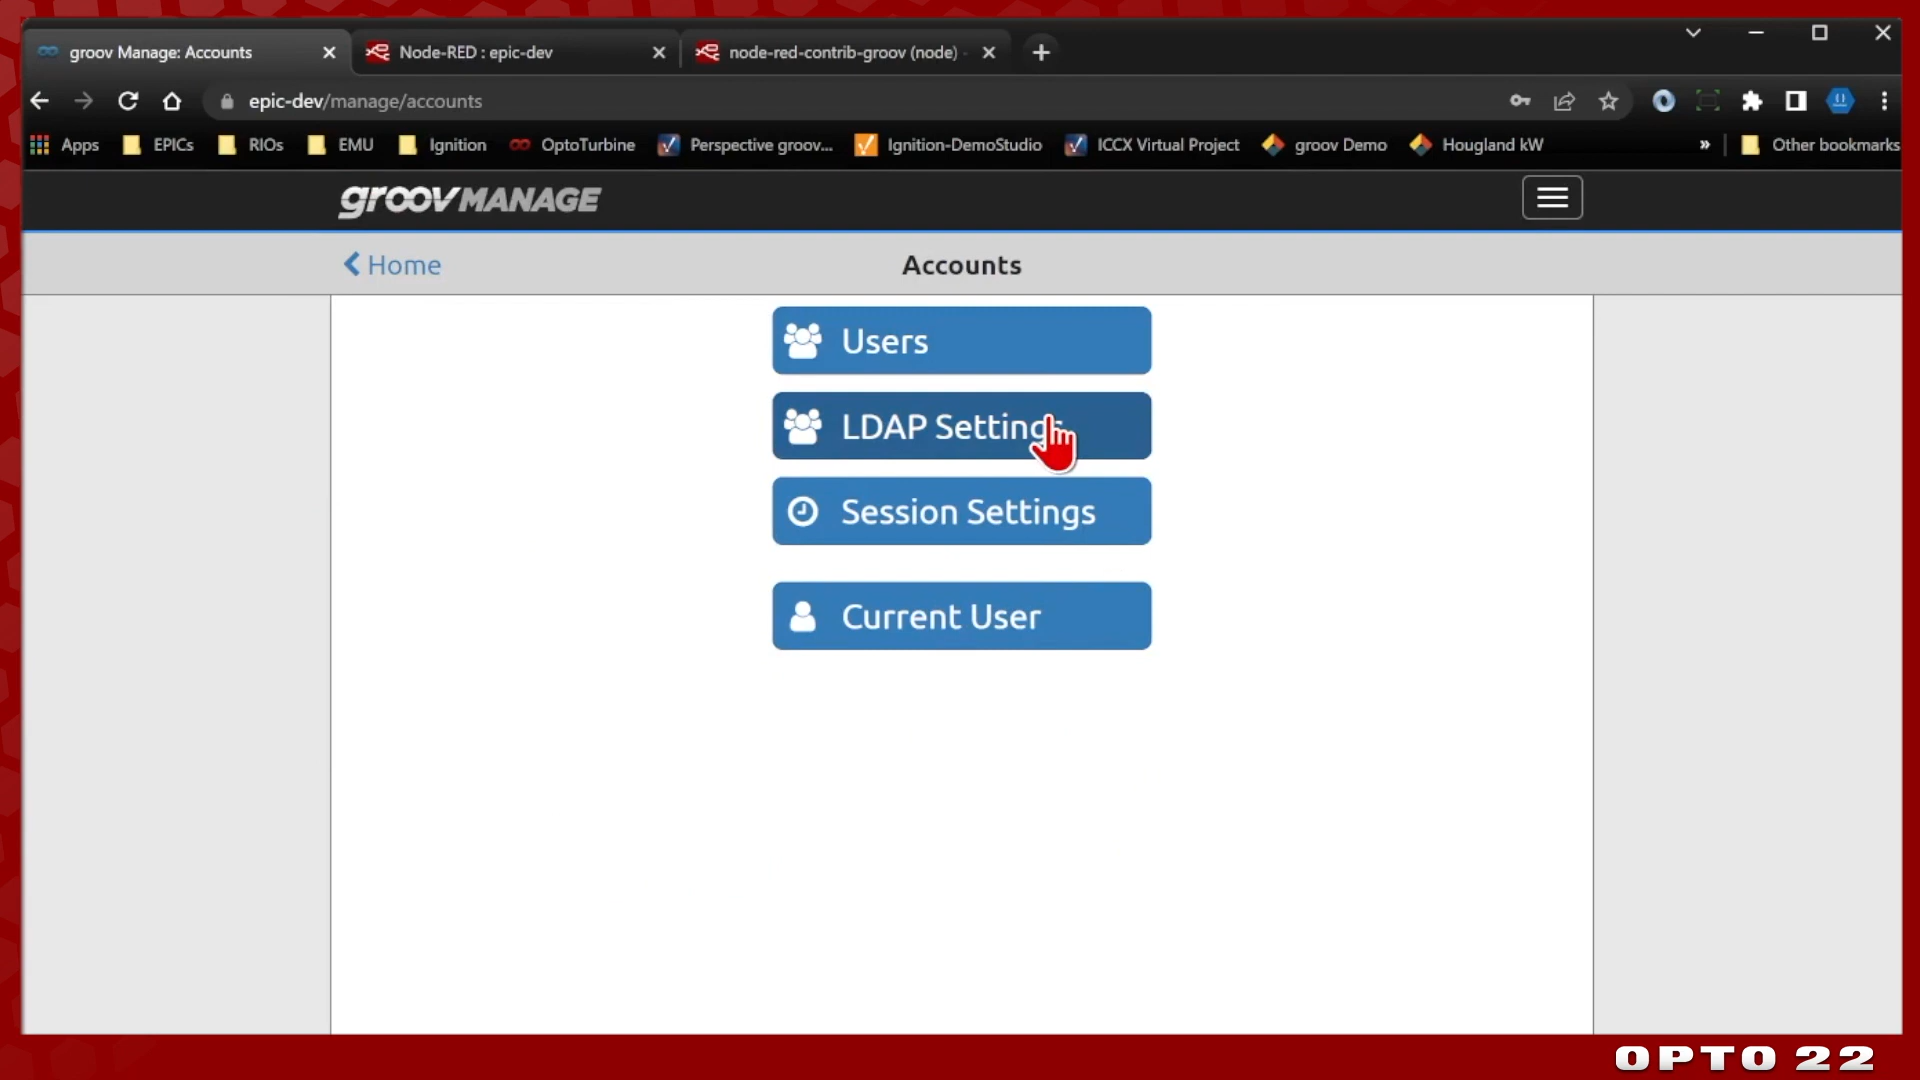 groov Manage: Accounts
Node-RED : epic-dev
node-red-contrib-groov (node)
epic-dev/manage/accounts
Apps
EPICs
RIOs
EMU
Ignition
OptoTurbine
Perspective groov...
Ignition-DemoStudio
ICCX Virtual Project
groov Demo
Hougland kW
»
Other bookmarks
groov MANAGE
Home
Accounts
Users
LDAP Settings
Session Settings
Current User
OPTO 22